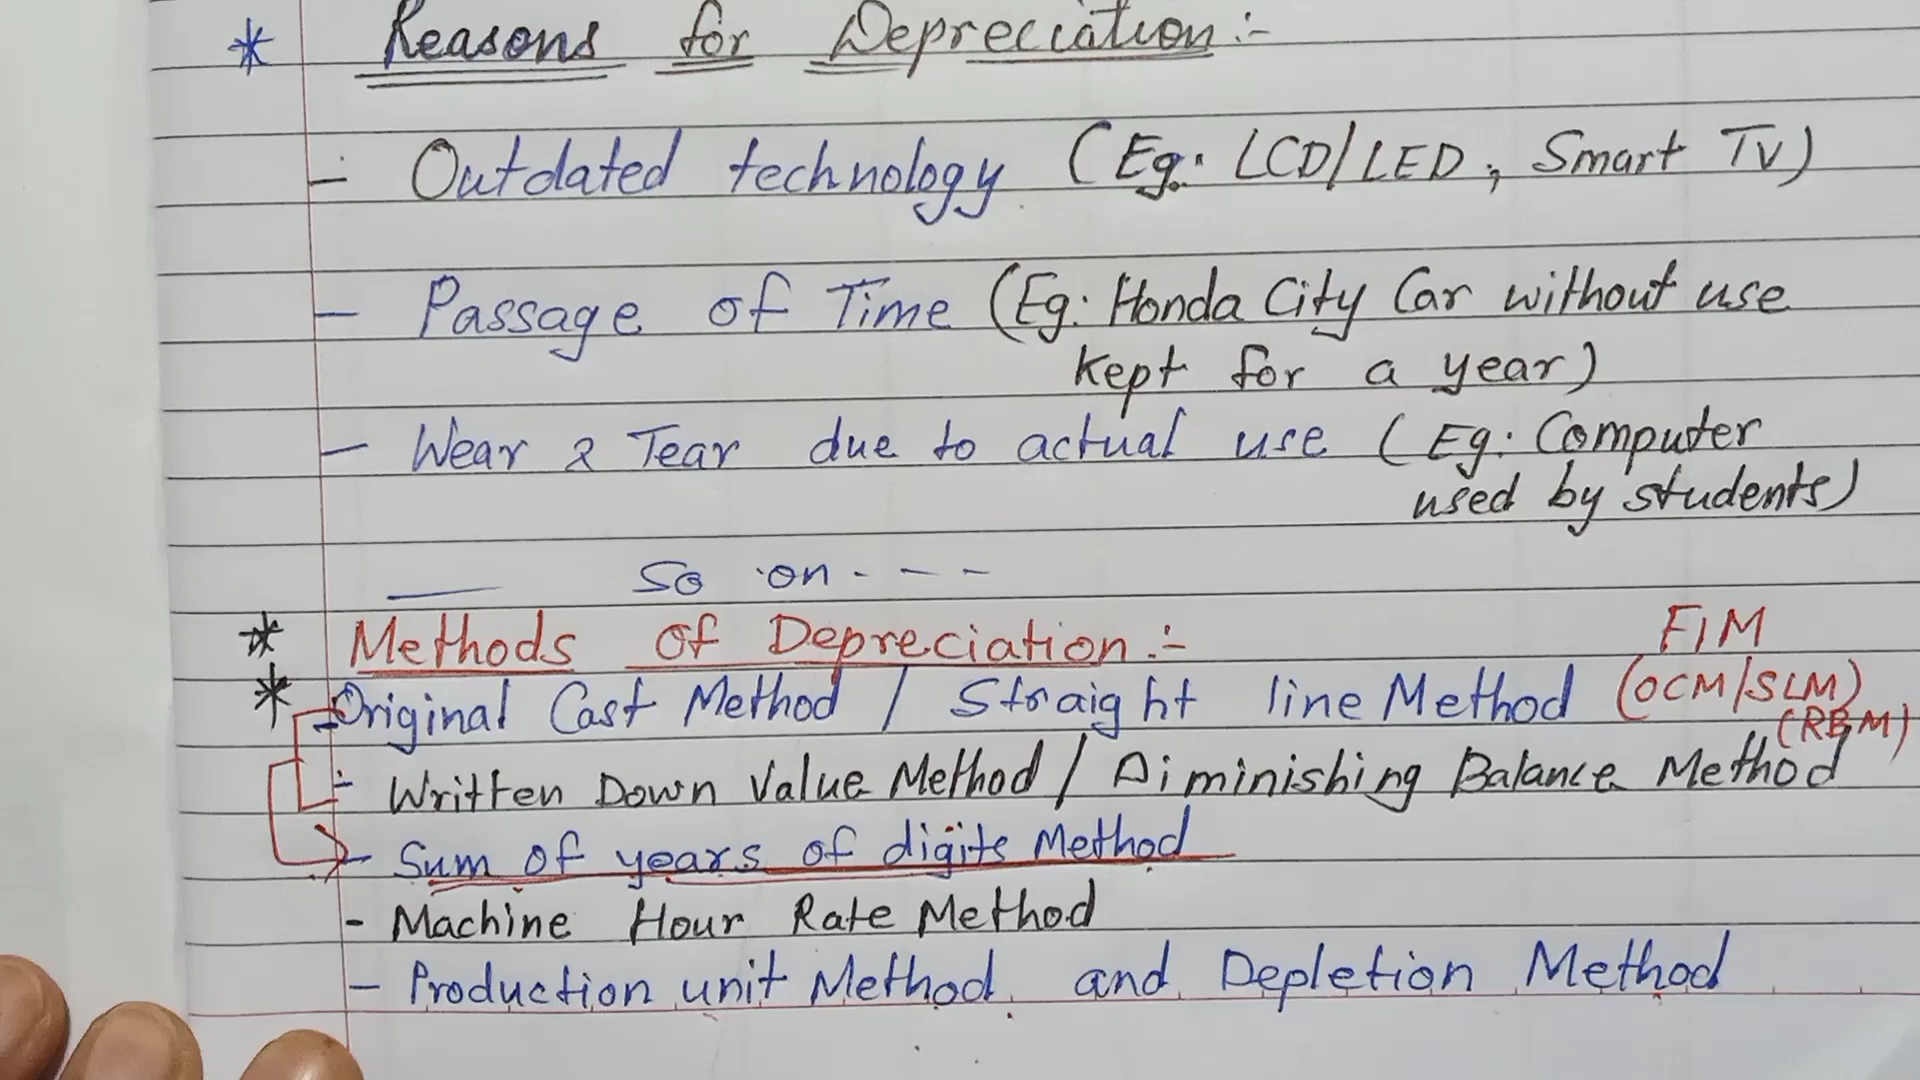 * Reasons for Depreciation :-
- Outdated technology (Eg: LCD/LED, Smart TV)
- Passage of Time (Eg: Honda City Car without use
kept for a year)
- Wear & Tear due to actual use (Eg: Computer
used by students)
— So on - - -
* Methods of Depreciation :- FIM
* - Original Cast Method / Straight line Method (OCM/SLM)
(RBM)
- Written Down Value Method / Diminishing Balance Method
- Sum of years of digits Method
- Machine Hour Rate Method
- Production unit Method and Depletion Method